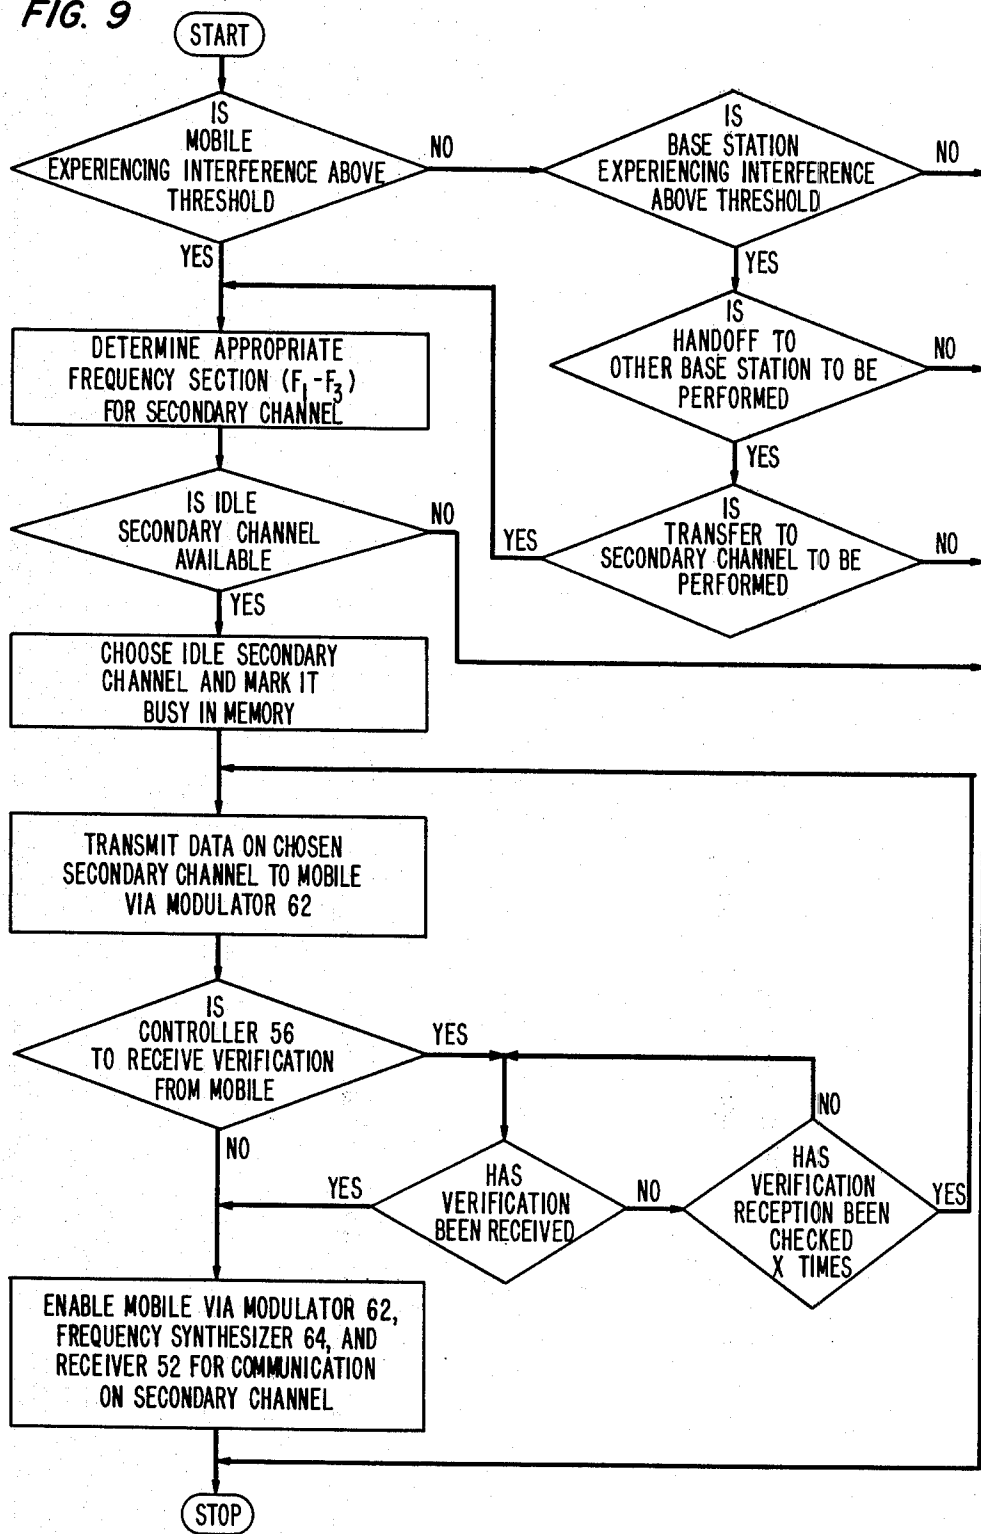 FIG. 9
START
IS
MOBILE
EXPERIENCING INTERFERENCE ABOVE
THRESHOLD
NO
YES
IS
BASE STATION
EXPERIENCING INTERFERENCE
ABOVE THRESHOLD
NO
YES
IS
HANDOFF TO
OTHER BASE STATION TO BE
PERFORMED
NO
YES
IS
TRANSFER TO
SECONDARY CHANNEL TO BE
PERFORMED
YES
NO
DETERMINE APPROPRIATE
FREQUENCY SECTION (F1-F3)
FOR SECONDARY CHANNEL
IS IDLE
SECONDARY CHANNEL
AVAILABLE
NO
YES
CHOOSE IDLE SECONDARY
CHANNEL AND MARK IT
BUSY IN MEMORY
TRANSMIT DATA ON CHOSEN
SECONDARY CHANNEL TO MOBILE
VIA MODULATOR 62
IS
CONTROLLER 56
TO RECEIVE VERIFICATION
FROM MOBILE
YES
NO
HAS
VERIFICATION
BEEN RECEIVED
YES
NO
HAS
VERIFICATION
RECEPTION BEEN
CHECKED
X TIMES
NO
YES
ENABLE MOBILE VIA MODULATOR 62,
FREQUENCY SYNTHESIZER 64, AND
RECEIVER 52 FOR COMMUNICATION
ON SECONDARY CHANNEL
STOP